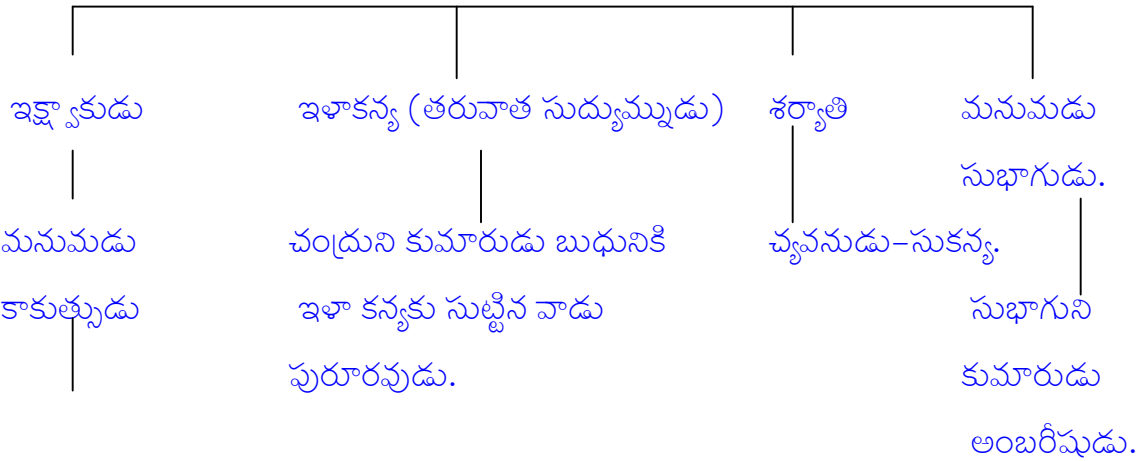 ఇక్ష్వాకుడు ఇళాకన్య (తరువాత సుద్యుమ్నుడు) శర్యాతి మనుమడు
సుభాగుడు.
మనుమడు చంద్రుని కుమారుడు బుధునికి చ్యవనుడు-సుకన్య.
కాకుత్సుడు ఇళా కన్యకు సుట్టిన వాడు సుభాగుని
పురూరవుడు. కుమారుడు
అంబరీషుడు.